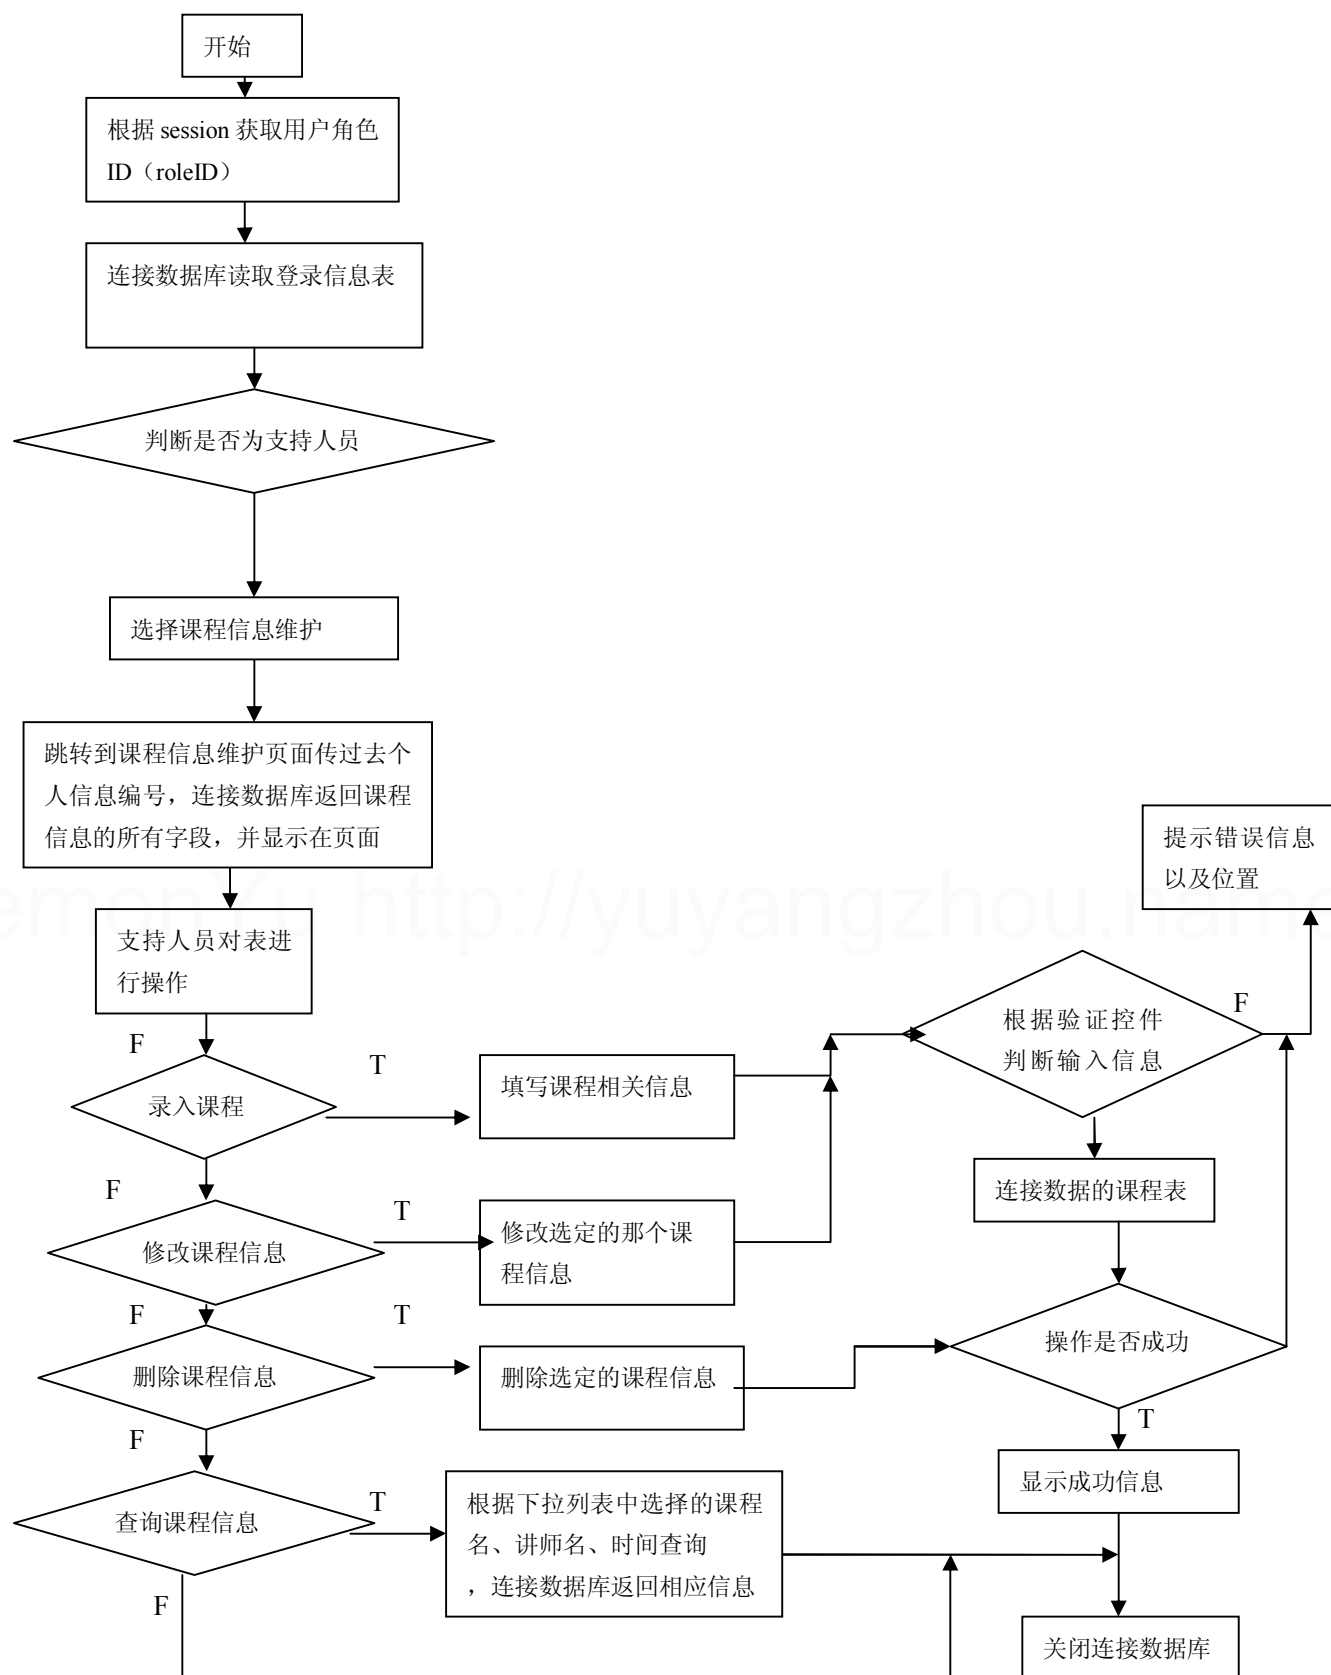 开始
根据 session 获取用户角色
ID（roleID）
连接数据库读取登录信息表
判断是否为支持人员
选择课程信息维护
跳转到课程信息维护页面传过去个
人信息编号，连接数据库返回课程
信息的所有字段，并显示在页面
提示错误信息
以及位置
emonYu http://yuyangzhou.name
支持人员对表进
行操作
F
根据验证控件
判断输入信息
F
T
录入课程
填写课程相关信息
连接数据的课程表
F
T
修改课程信息
修改选定的那个课
程信息
F
T
操作是否成功
删除课程信息
删除选定的课程信息
T
F
显示成功信息
查询课程信息
T
根据下拉列表中选择的课程
名、讲师名、时间查询
，连接数据库返回相应信息
F
关闭连接数据库